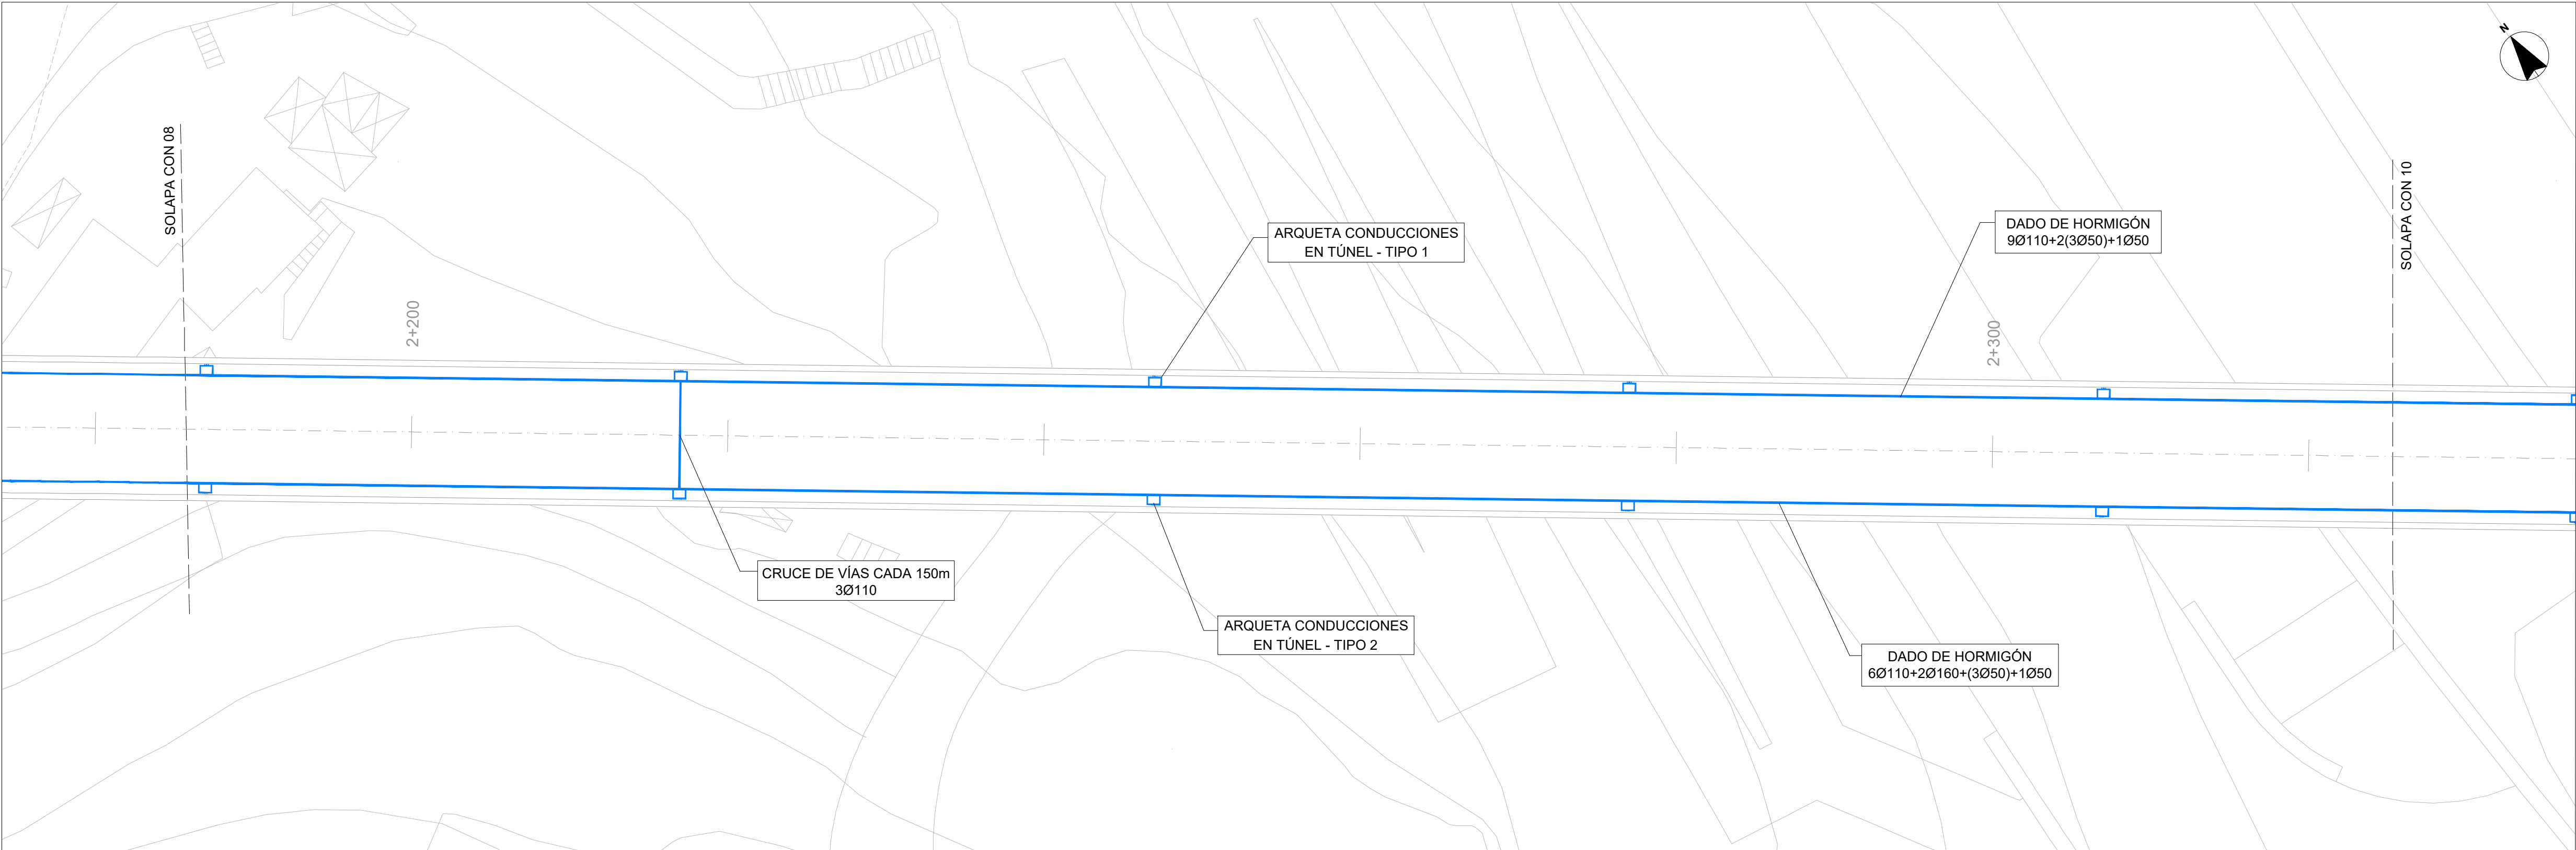 N
SOLAPA CON 08
SOLAPA CON 10
ARQUETA CONDUCCIONES
EN TÚNEL - TIPO 1
DADO DE HORMIGÓN
9Ø110+2(3Ø50)+1Ø50
2+200
2+300
CRUCE DE VÍAS CADA 150m
3Ø110
ARQUETA CONDUCCIONES
EN TÚNEL - TIPO 2
DADO DE HORMIGÓN
6Ø110+2Ø160+(3Ø50)+1Ø50